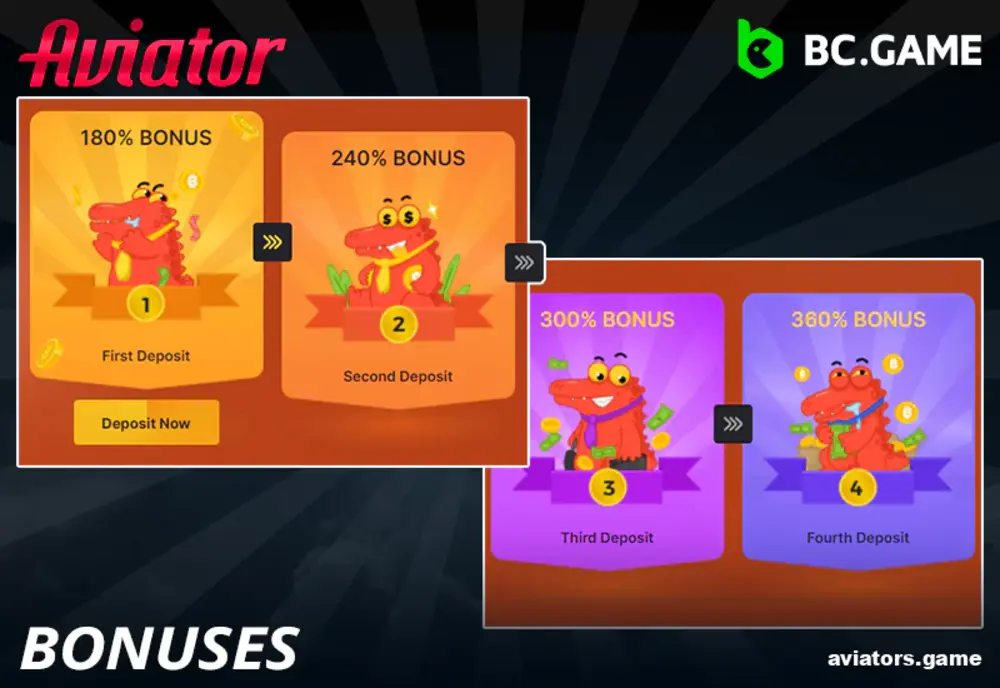 Aviator
BC.GAME
180% BONUS
1
First Deposit
Deposit Now
240% BONUS
2
Second Deposit
300% BONUS
3
Third Deposit
360% BONUS
4
Fourth Deposit
BONUSES
aviators.game